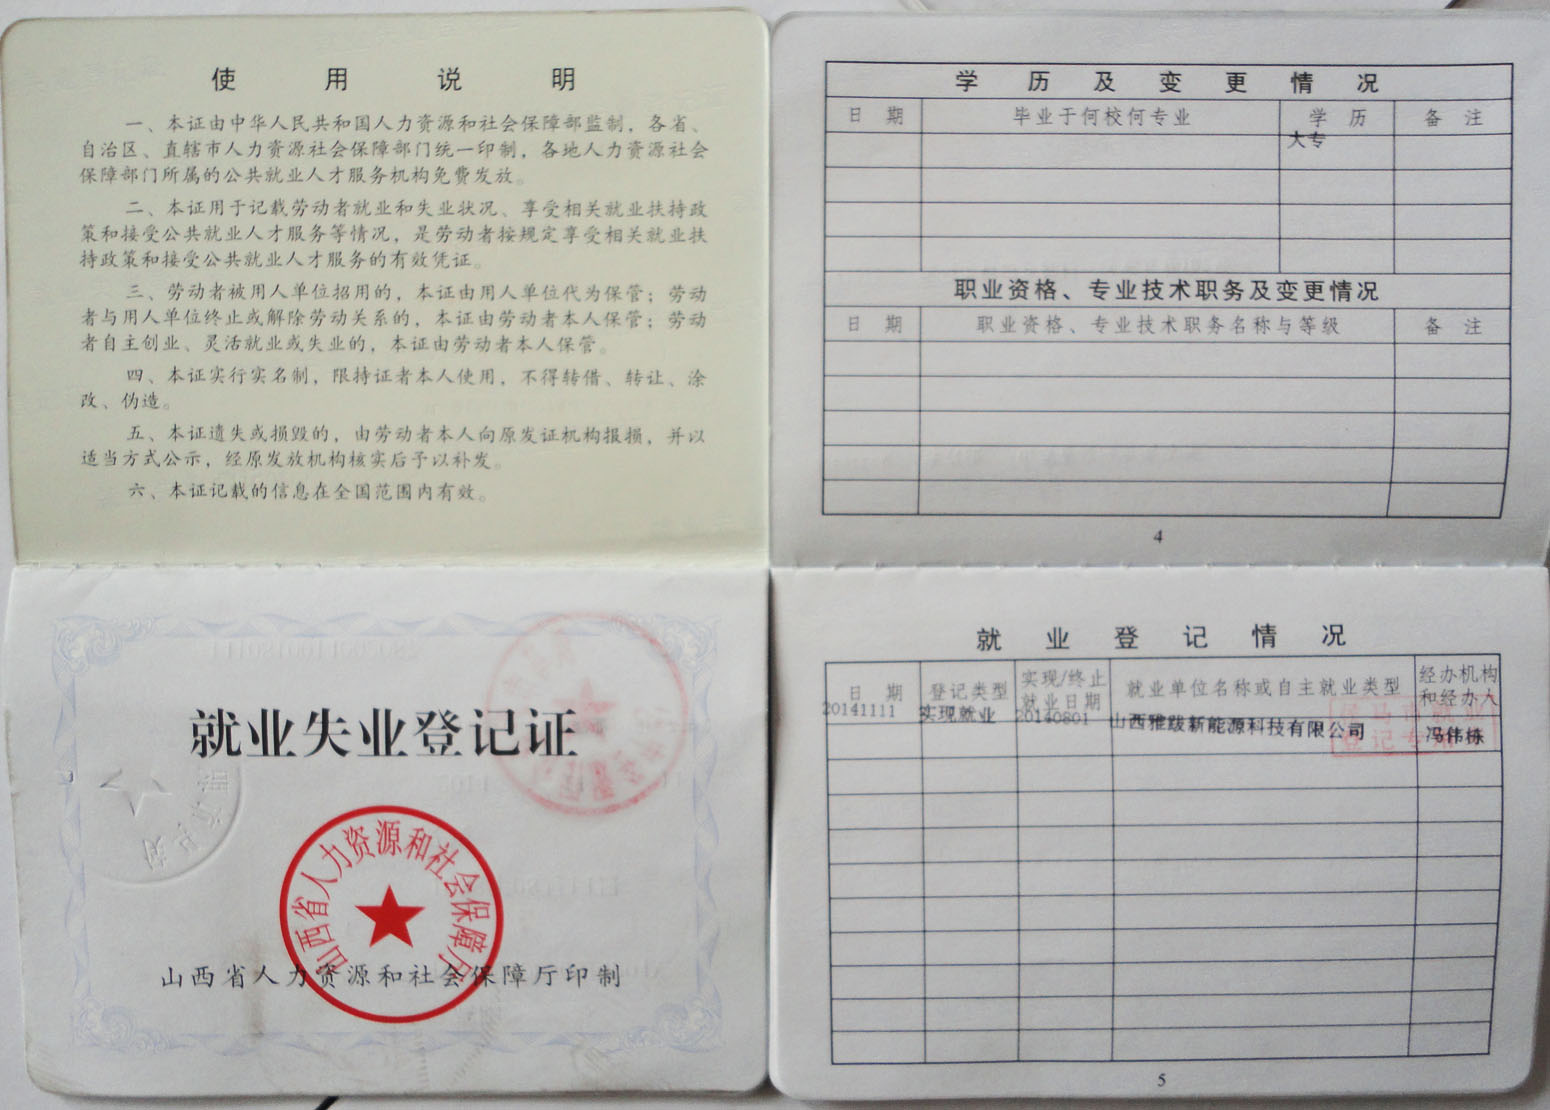 使用说明
一、本证由中华人民共和国人力资源和社会保障部监制，各省、
自治区、直辖市人力资源社会保障部门统一印制，各地人力资源社会
保障部门所属的公共就业人才服务机构免费发放。
二、本证用于记载劳动者就业和失业状况、享受相关就业扶持政
策和接受公共就业人才服务等情况，是劳动者按规定享受相关就业扶
持政策和接受公共就业人才服务的有效凭证。
三、劳动者被用人单位招用的，本证由用人单位代为保管；劳动
者与用人单位终止或解除劳动关系的，本证由劳动者本人保管；劳动
者自主创业、灵活就业或失业的，本证由劳动者本人保管。
四、本证实行实名制，限持证者本人使用，不得转借、转让、涂
改、伪造。
五、本证遗失或损毁的，由劳动者本人向原发证机构报损，并以
适当方式公示，经原发放机构核实后予以补发。
六、本证记载的信息在全国范围内有效。
就业失业登记证
山西省人力资源和社会保障厅
山西省人力资源和社会保障厅印制
学历及变更情况
日期 毕业于何校何专业 学历 备注
大专
职业资格、专业技术职务及变更情况
日期 职业资格、专业技术职务名称与等级 备注
4
就业登记情况
日期 登记类型 实现/终止就业日期 就业单位名称或自主就业类型 经办机构和经办人
20141111 实现就业 20140801 山西雅跋新能源科技有限公司 冯伟栋
5